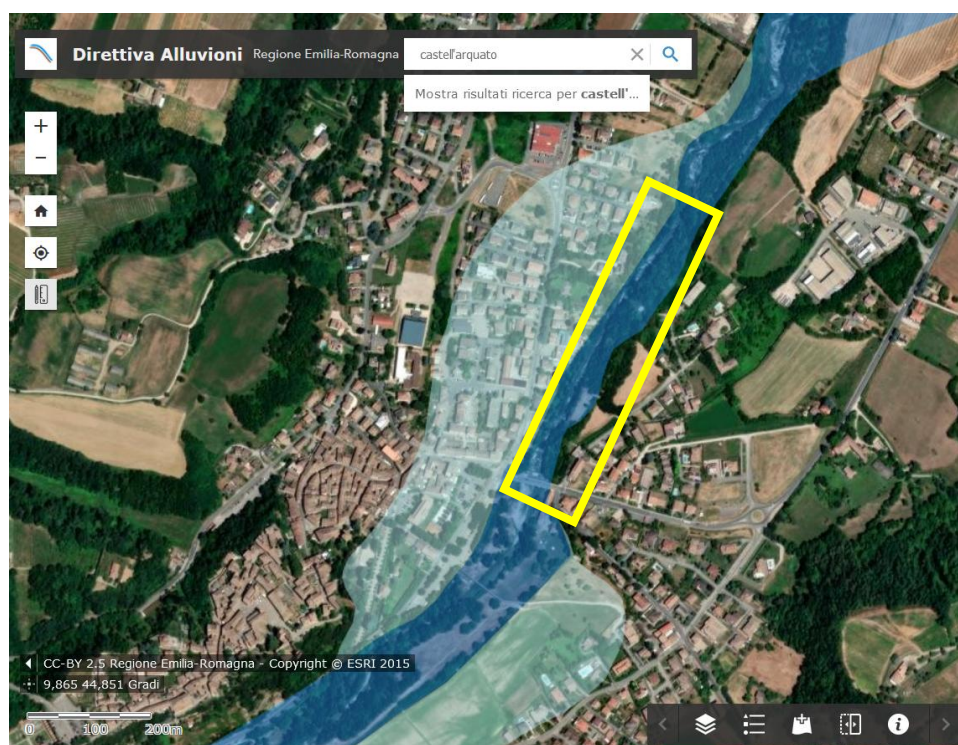 Direttiva Alluvioni Regione Emilia-Romagna castell'arquato
Mostra risultati ricerca per castell'...
+
−
CC-BY 2.5 Regione Emilia-Romagna - Copyright © ESRI 2015
9,865 44,851 Gradi
0 100 200m